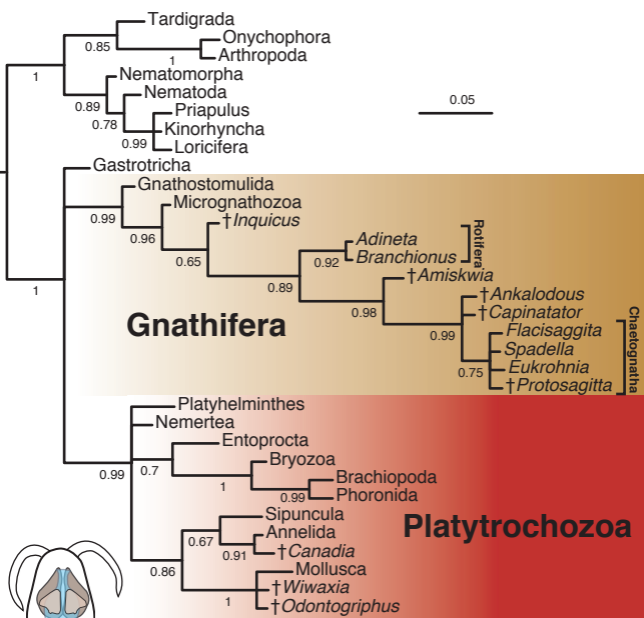 Tardigrada
0.85
Onychophora
1
Arthropoda
1
Nematomorpha
0.89
Nematoda
0.78
Priapulus
0.05
Kinorhyncha
0.99
Loricifera
Gastrotricha
Gnathostomulida
0.99
Micrognathozoa
0.96
†Inquicus
0.65
Adineta
0.92
Branchionus
Rotifera
0.89
†Amiskwia
1
0.98
†Ankalodous
†Capinatator
0.99
Gnathifera
Flacisaggita
Spadella
0.75
Eukrohnia
†Protosagitta
Chaetognatha
Platyhelminthes
Nemertea
0.99
0.7
Entoprocta
Bryozoa
1
Brachiopoda
0.99
Phoronida
Sipuncula
Platytrochozoa
0.67
Annelida
0.91
†Canadia
0.86
Mollusca
†Wiwaxia
1
†Odontogriphus